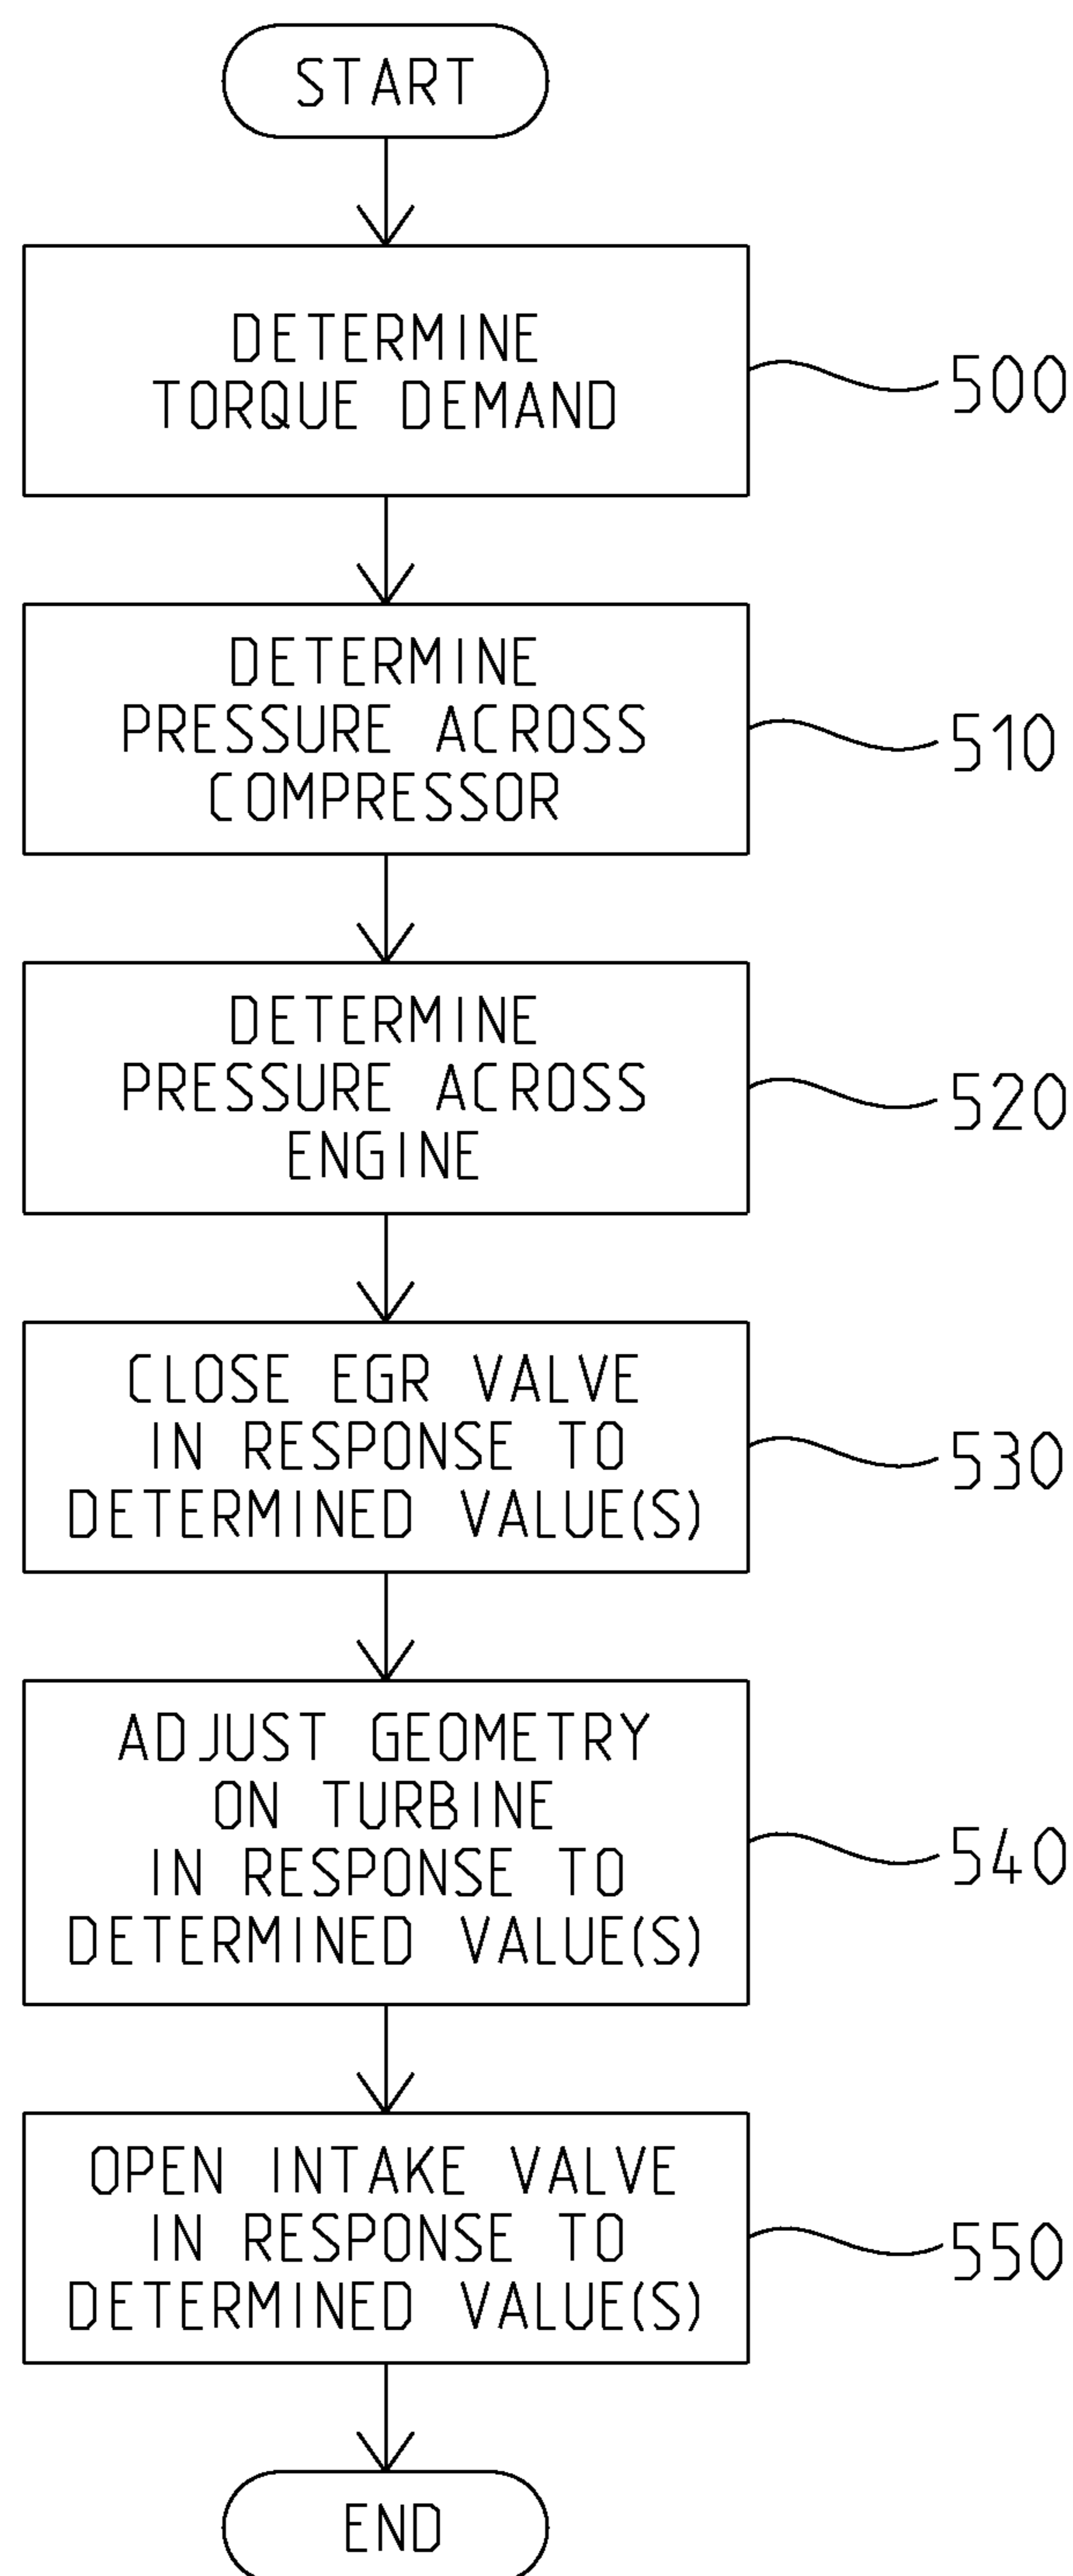 START
DETERMINE
TORQUE DEMAND
500
DETERMINE
PRESSURE ACROSS
COMPRESSOR
510
DETERMINE
PRESSURE ACROSS
ENGINE
520
CLOSE EGR VALVE
IN RESPONSE TO
DETERMINED VALUE(S)
530
ADJUST GEOMETRY
ON TURBINE
IN RESPONSE TO
DETERMINED VALUE(S)
540
OPEN INTAKE VALVE
IN RESPONSE TO
DETERMINED VALUE(S)
550
END